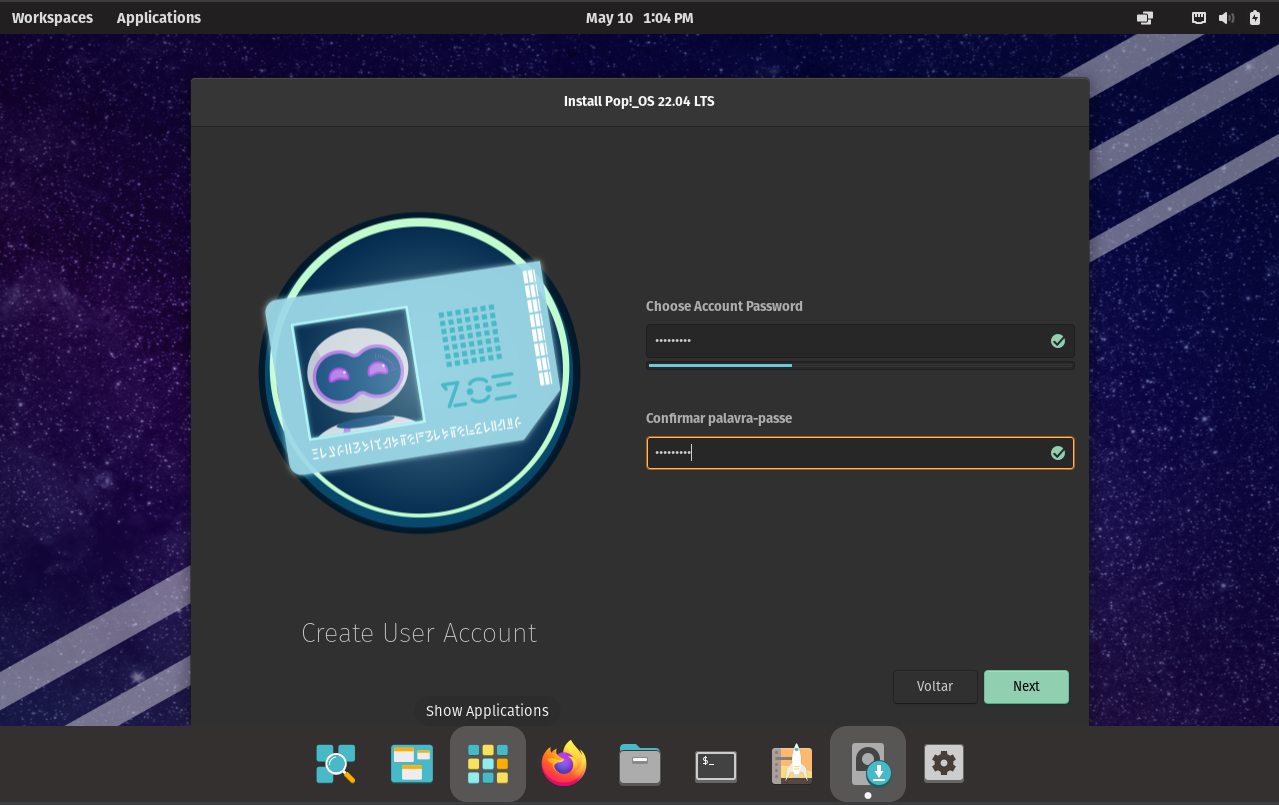 Workspaces Applications May 10 1:04 PM
Install Pop!_OS 22.04 LTS
Choose Account Password
•••••••••
ZOE
Confirmar palavra-passe
•••••••••
Create User Account
Voltar Next
Show Applications
$_